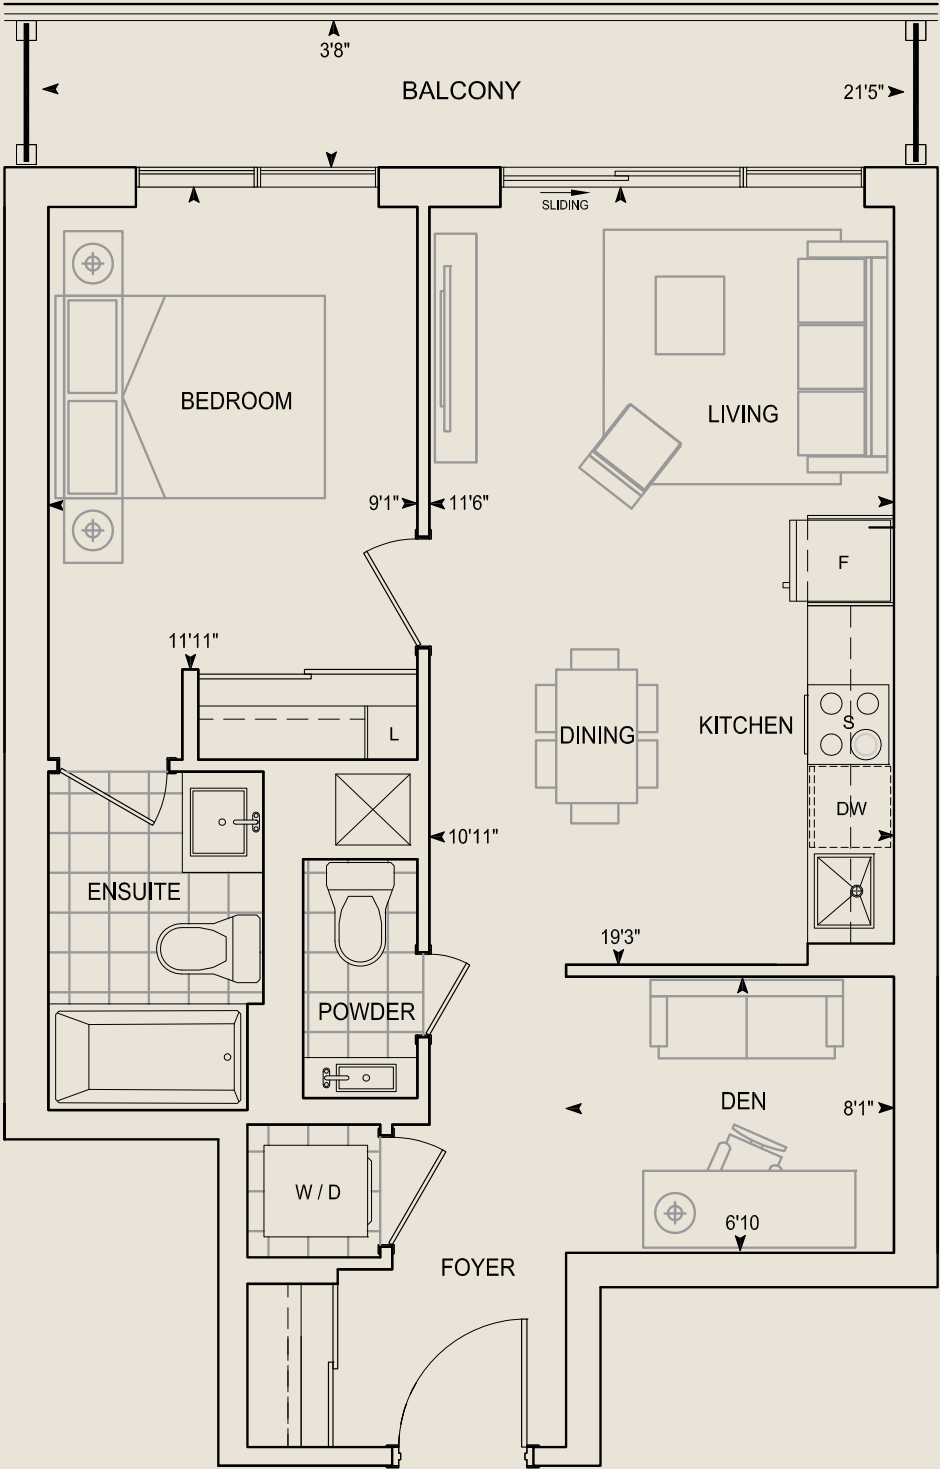 3'8"
BALCONY
21'5"
SLIDING
BEDROOM
LIVING
9'1"
11'6"
F
11'11"
L
DINING
KITCHEN
S
DW
10'11"
ENSUITE
19'3"
POWDER
DEN
8'1"
W / D
6'10
FOYER